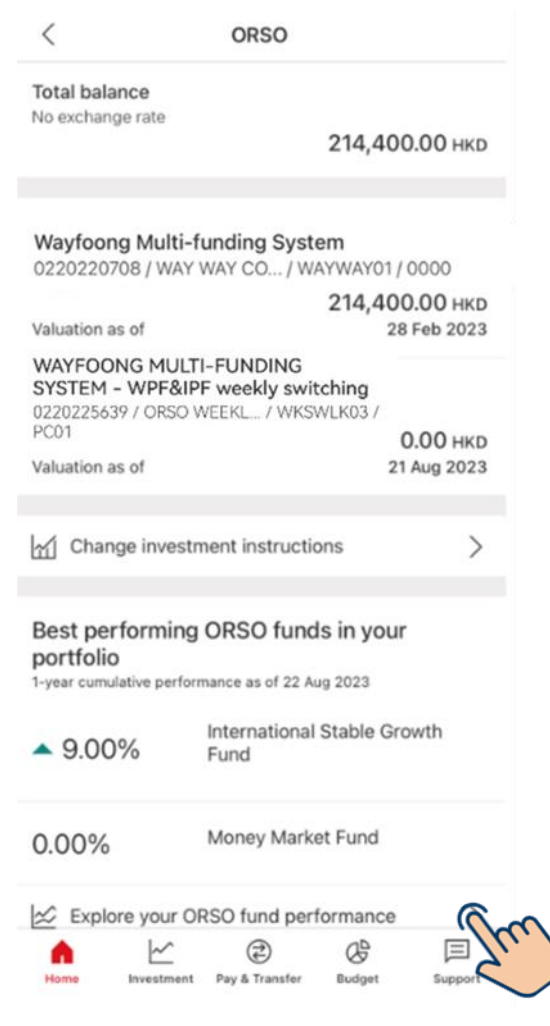 ORSO
Total balance
No exchange rate
214,400.00 HKD
Wayfoong Multi-funding System
0220220708 / WAY WAY CO... / WAYWAY01 / 0000
214,400.00 HKD
Valuation as of 28 Feb 2023
WAYFOONG MULTI-FUNDING
SYSTEM – WPF&IPF weekly switching
0220225639 / ORSO WEEKL... / WKSWLK03 /
PC01
0.00 HKD
Valuation as of 21 Aug 2023
Change investment instructions
Best performing ORSO funds in your
portfolio
1-year cumulative performance as of 22 Aug 2023
9.00% International Stable Growth
Fund
0.00% Money Market Fund
Explore your ORSO fund performance
Home Investment Pay & Transfer Budget Support